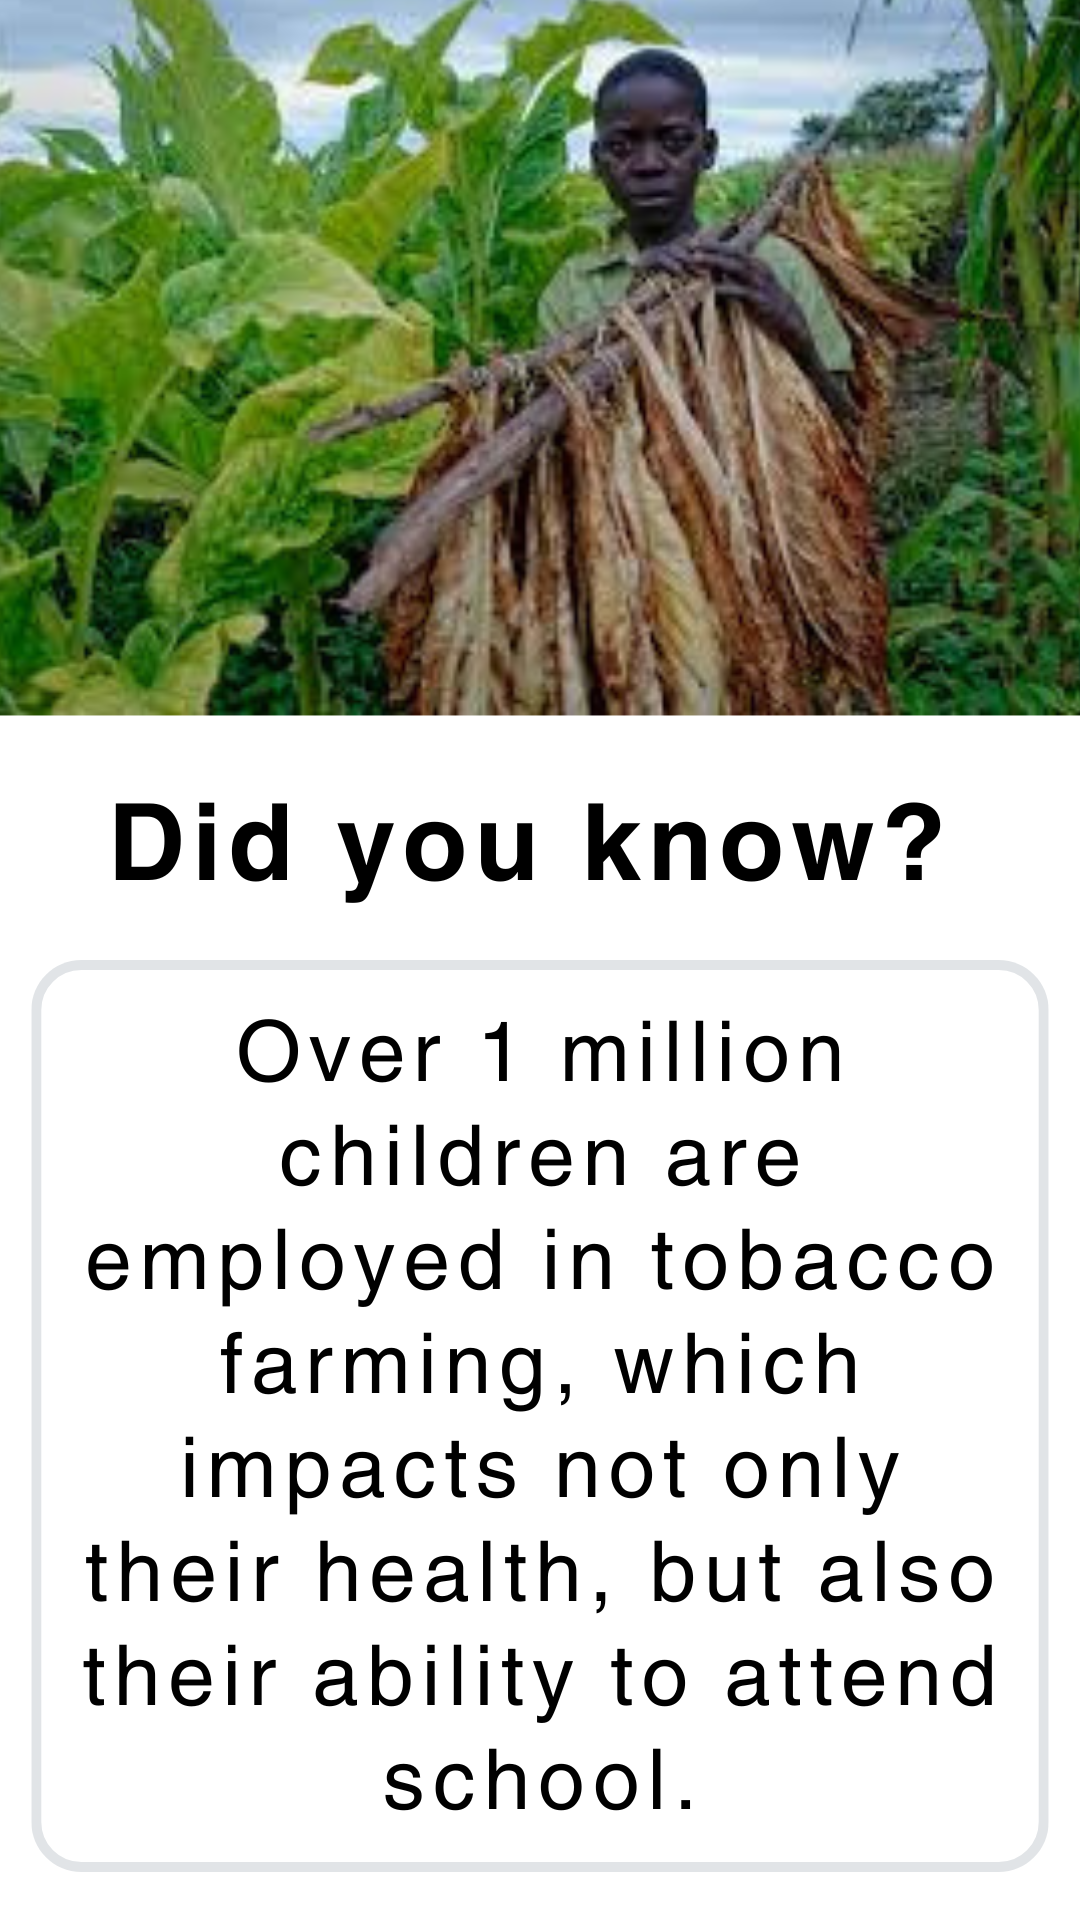 Did you know?
Over 1 million
children are
employed in tobacco
farming, which
impacts not only
their health, but also
their ability to attend
school.